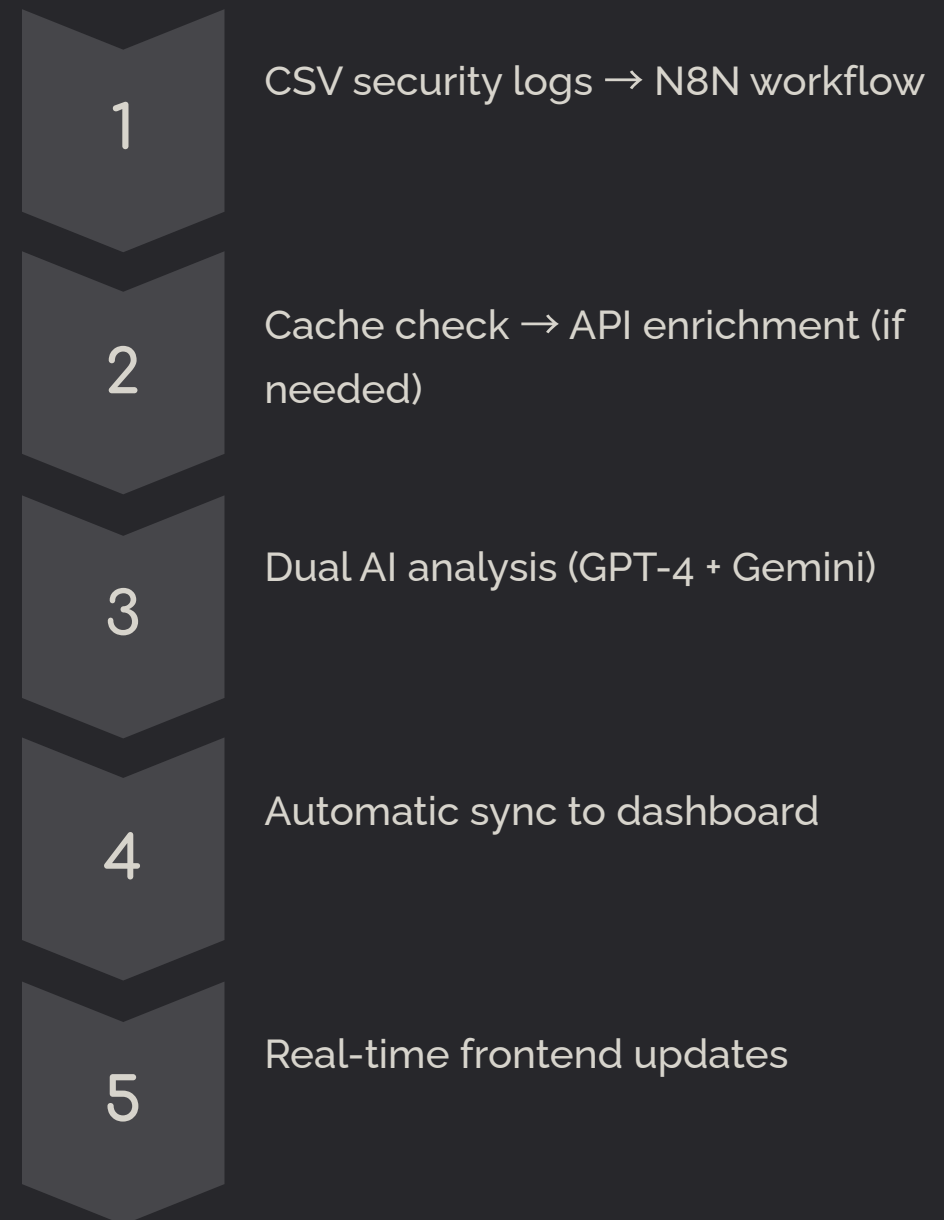 1
CSV security logs → N8N workflow
2
Cache check → API enrichment (if
needed)
3
Dual AI analysis (GPT-4 + Gemini)
4
Automatic sync to dashboard
5
Real-time frontend updates